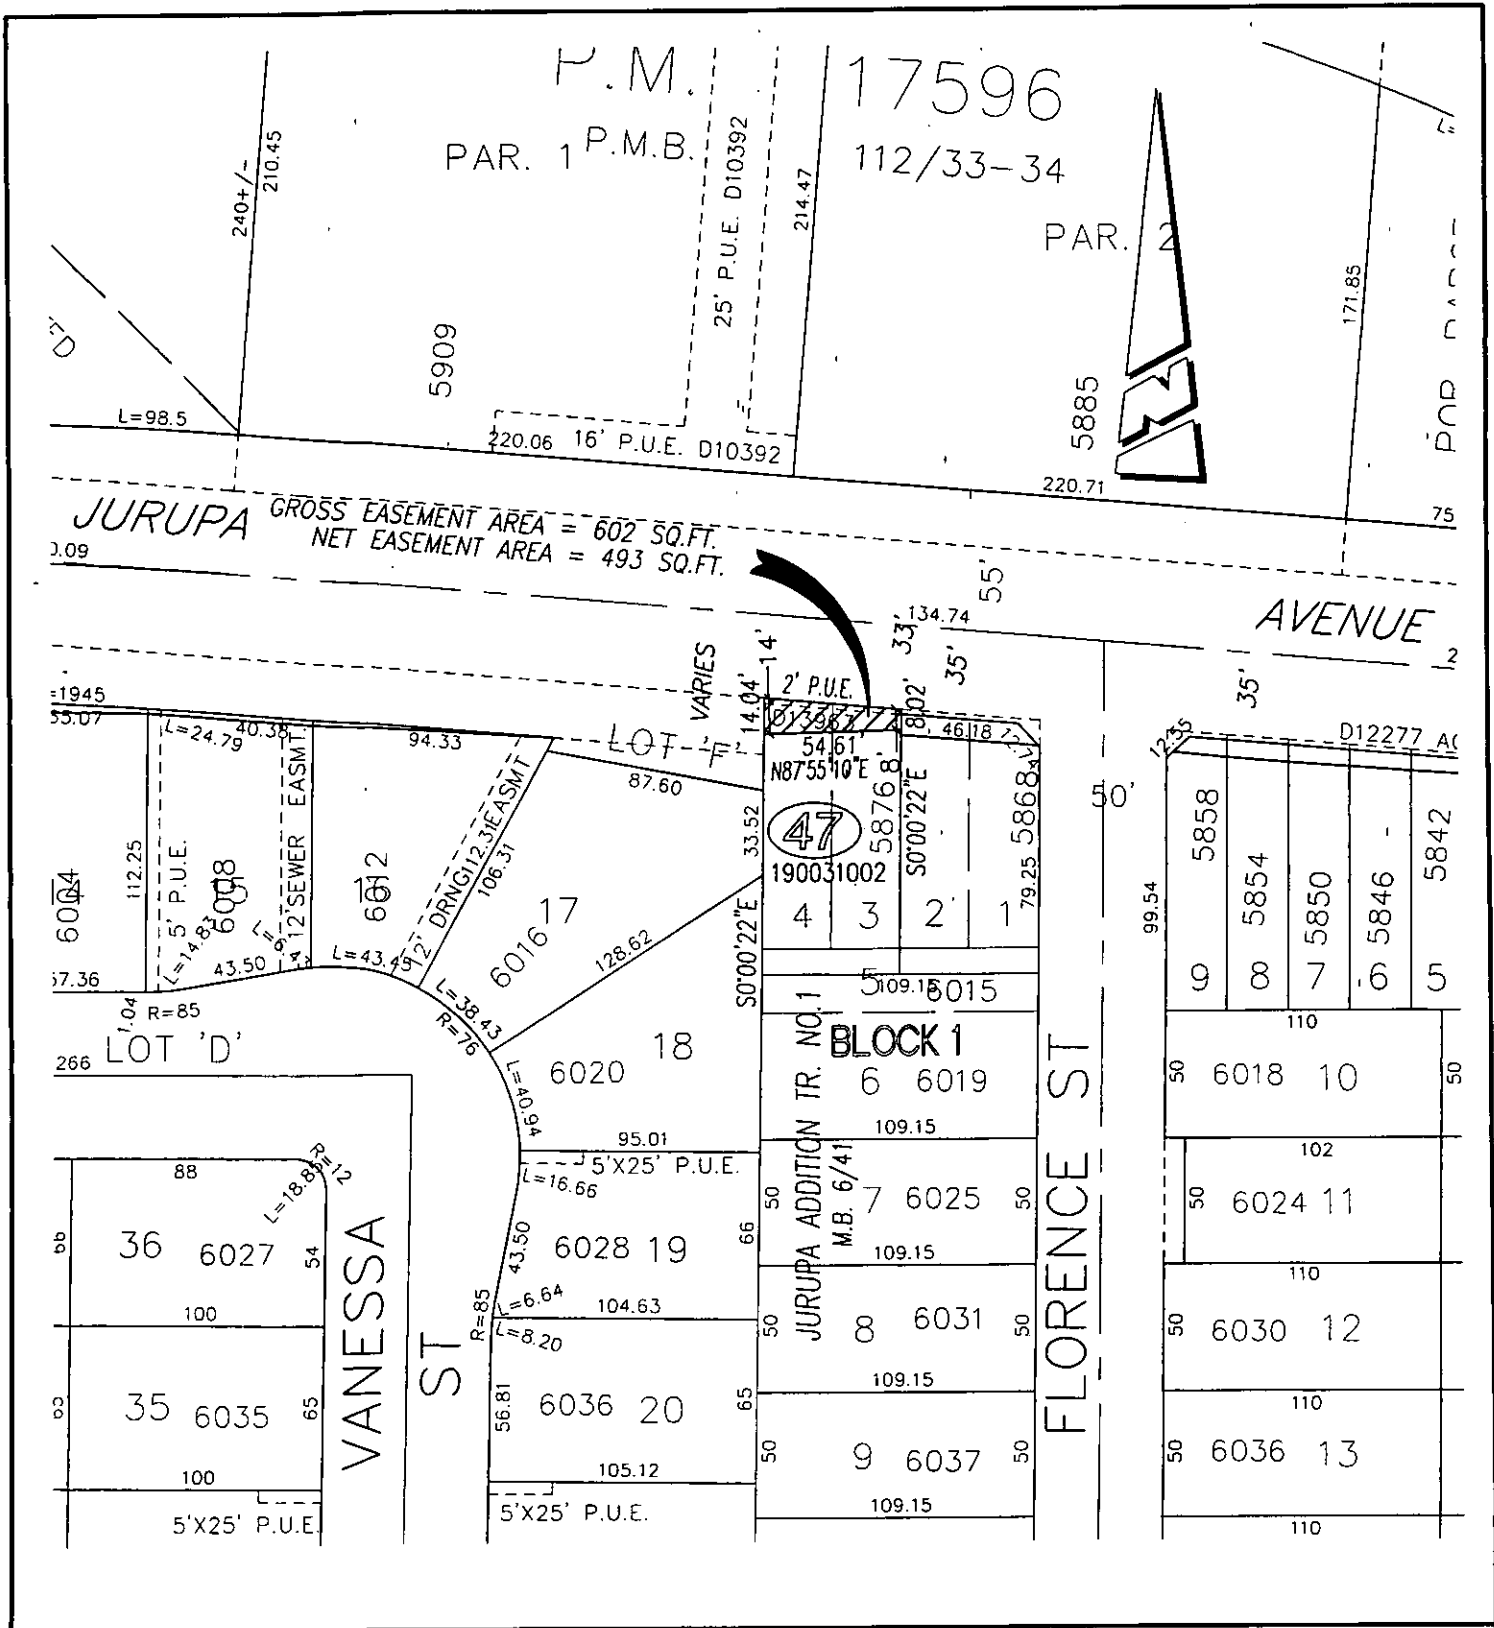 P.M. 17596
PAR. 1 P.M.B. 112/33-34
25' P.U.E. D10392
240+/-
210.45
214.47
PAR. 2
171.85
5909
5885
L=98.5
220.06 16' P.U.E. D10392
220.71
75
JURUPA
GROSS EASEMENT AREA = 602 SQ.FT.
NET EASEMENT AREA = 493 SQ.FT.
55'
134.74
AVENUE
33'
35'
35'
VARIES
14'
14.04'
2' P.U.E.
D13963
8.02'
54.61'
N87°55'10"E
46.18
12.55
D12277
=1945
L=24.79
40.38
94.33
LOT 'F'
87.60
112.25
5' P.U.E.
12' SEWER EASMT.
12' DRNG EASMT
112.31
106.31
33.52
47
190031002
5876
S0°00'22"E
5868
79.25
50'
99.54
5858
5854
5850
5846
5842
6004
6008
6012
6016 17
128.62
S0°00'22"E
4 3 2 1
9 8 7 6 5
L=14.83
43.50
L=43.45
L=38.43
R=76
57.36
1.04
R=85
LOT 'D'
266
5
109.15
6015
BLOCK 1
JURUPA ADDITION TR. NO.1
M.B. 6/41
110
6020 18
L=40.94
6 6019
50
6018 10
50
95.01
109.15
102
88
L=18.85
R=12
5'X25' P.U.E.
L=16.66
50
7 6025
50
50
6024 11
36 6027
54
43.50
6028 19
66
109.15
110
100
R=85
L=6.64
104.63
L=8.20
50
8 6031
50
50
6030 12
109.15
110
35 6035
65
VANESSA ST
56.81
6036 20
65
50
9 6037
50
FLORENCE ST
50
6036 13
100
105.12
109.15
110
5'X25' P.U.E.
5'X25' P.U.E.